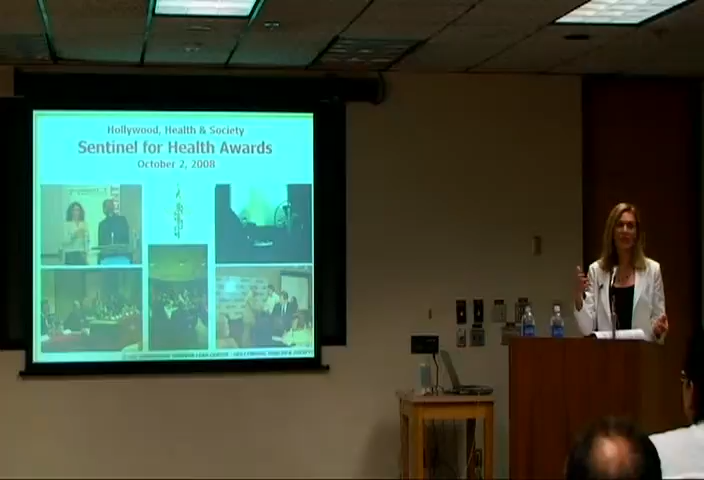 Hollywood, Health & Society
Sentinel for Health Awards
October 2, 2008